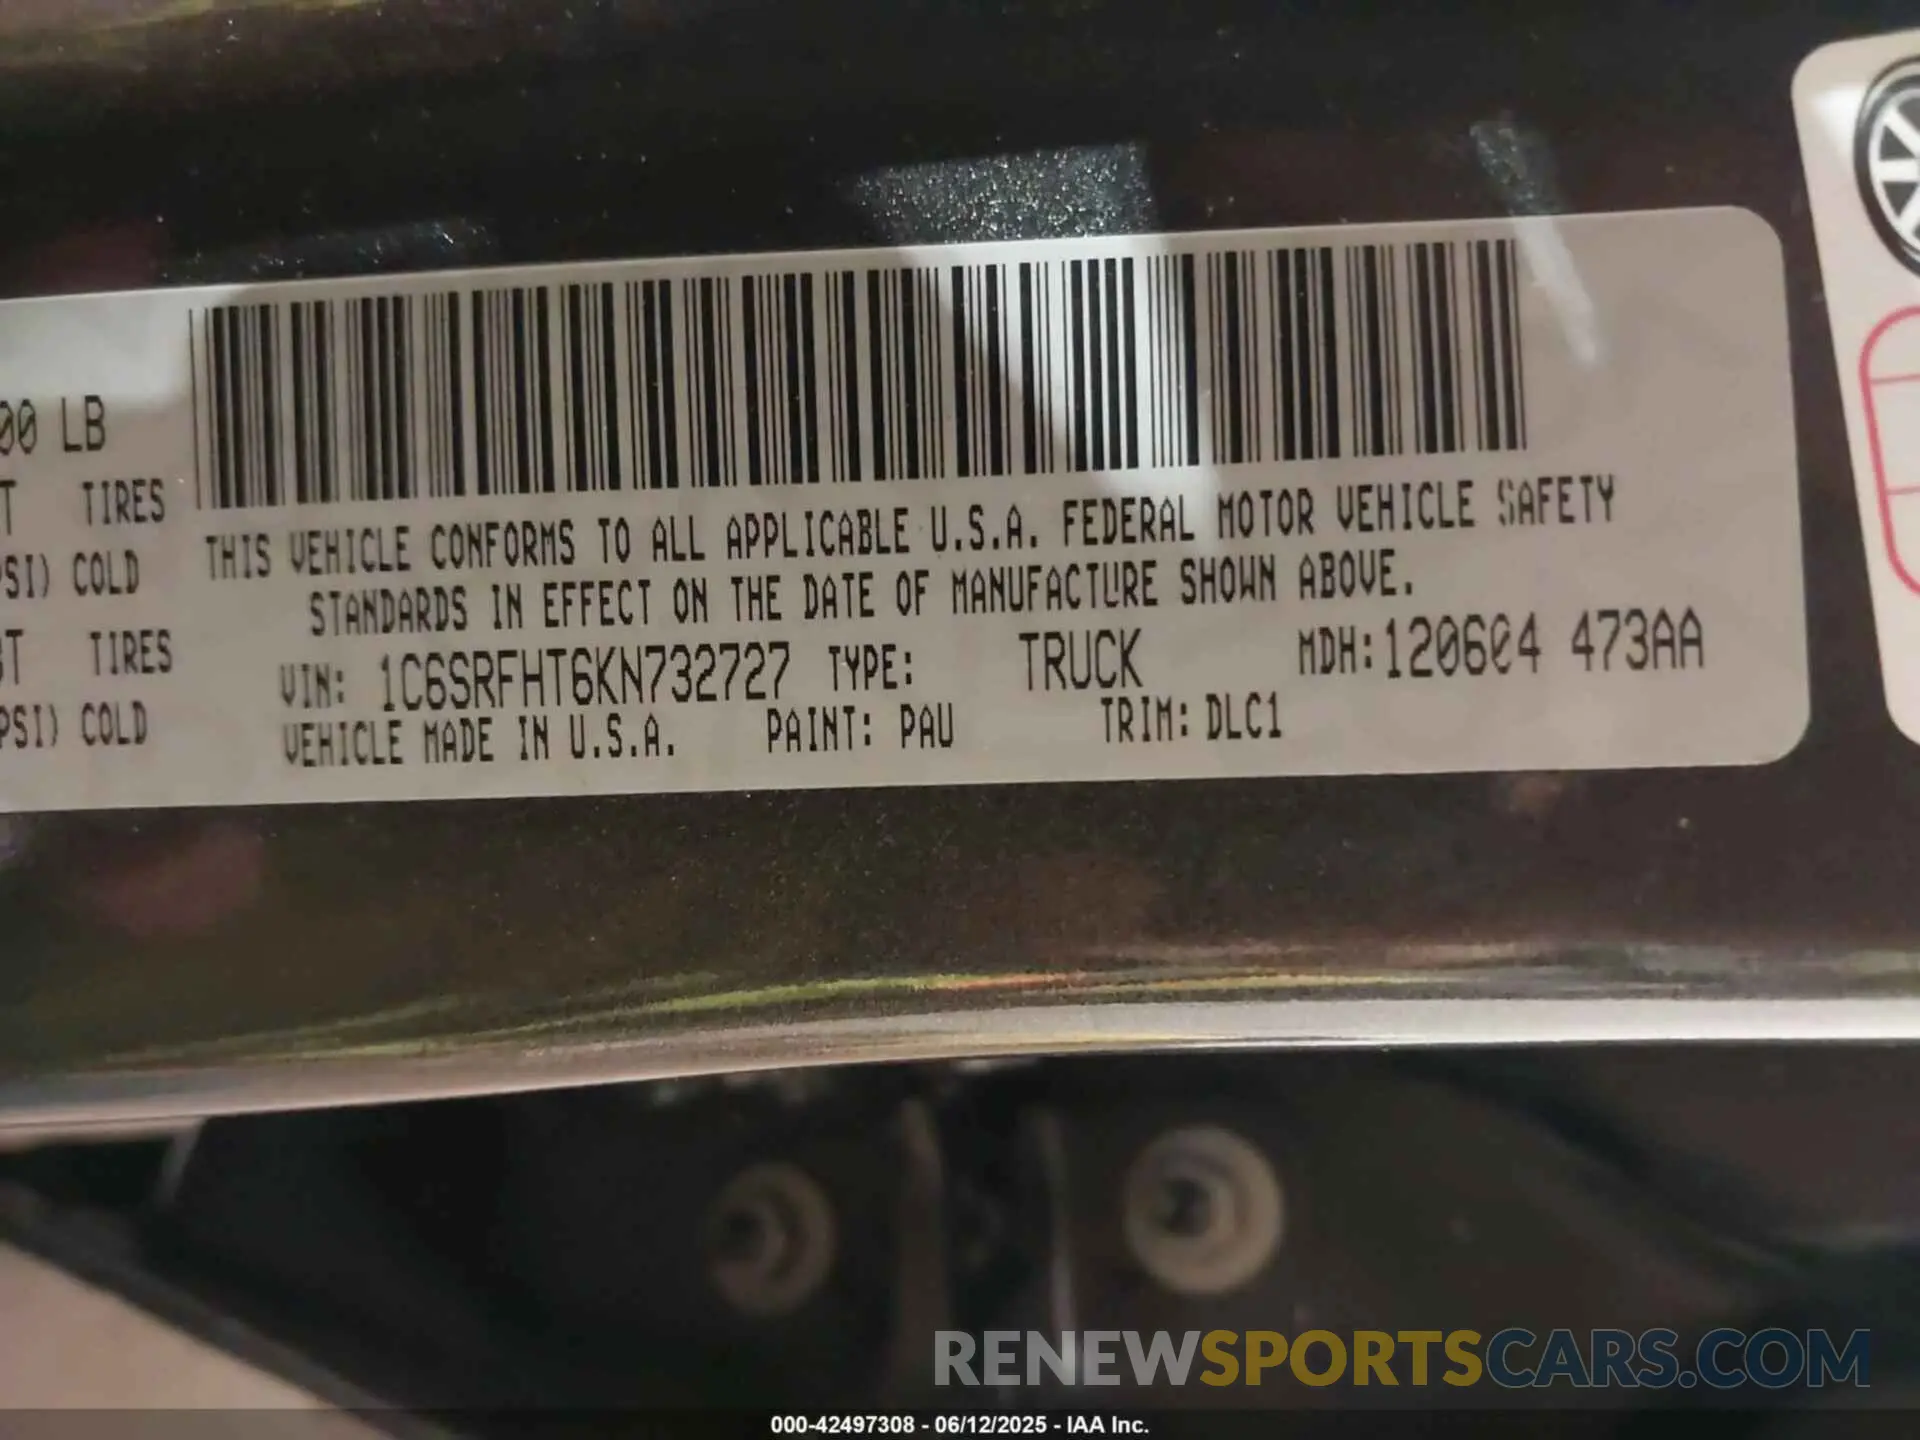 00 LB
T TIRES
PSI) COLD
T TIRES
PSI) COLD
THIS VEHICLE CONFORMS TO ALL APPLICABLE U.S.A. FEDERAL MOTOR VEHICLE SAFETY
STANDARDS IN EFFECT ON THE DATE OF MANUFACTURE SHOWN ABOVE.
VIN: 1C6SRFHT6KN732727 TYPE: TRUCK MDH: 120604 473AA
VEHICLE MADE IN U.S.A. PAINT: PAU TRIM: DLC1
RENEWSPORTSCARS.COM
000-42497308 - 06/12/2025 - IAA Inc.